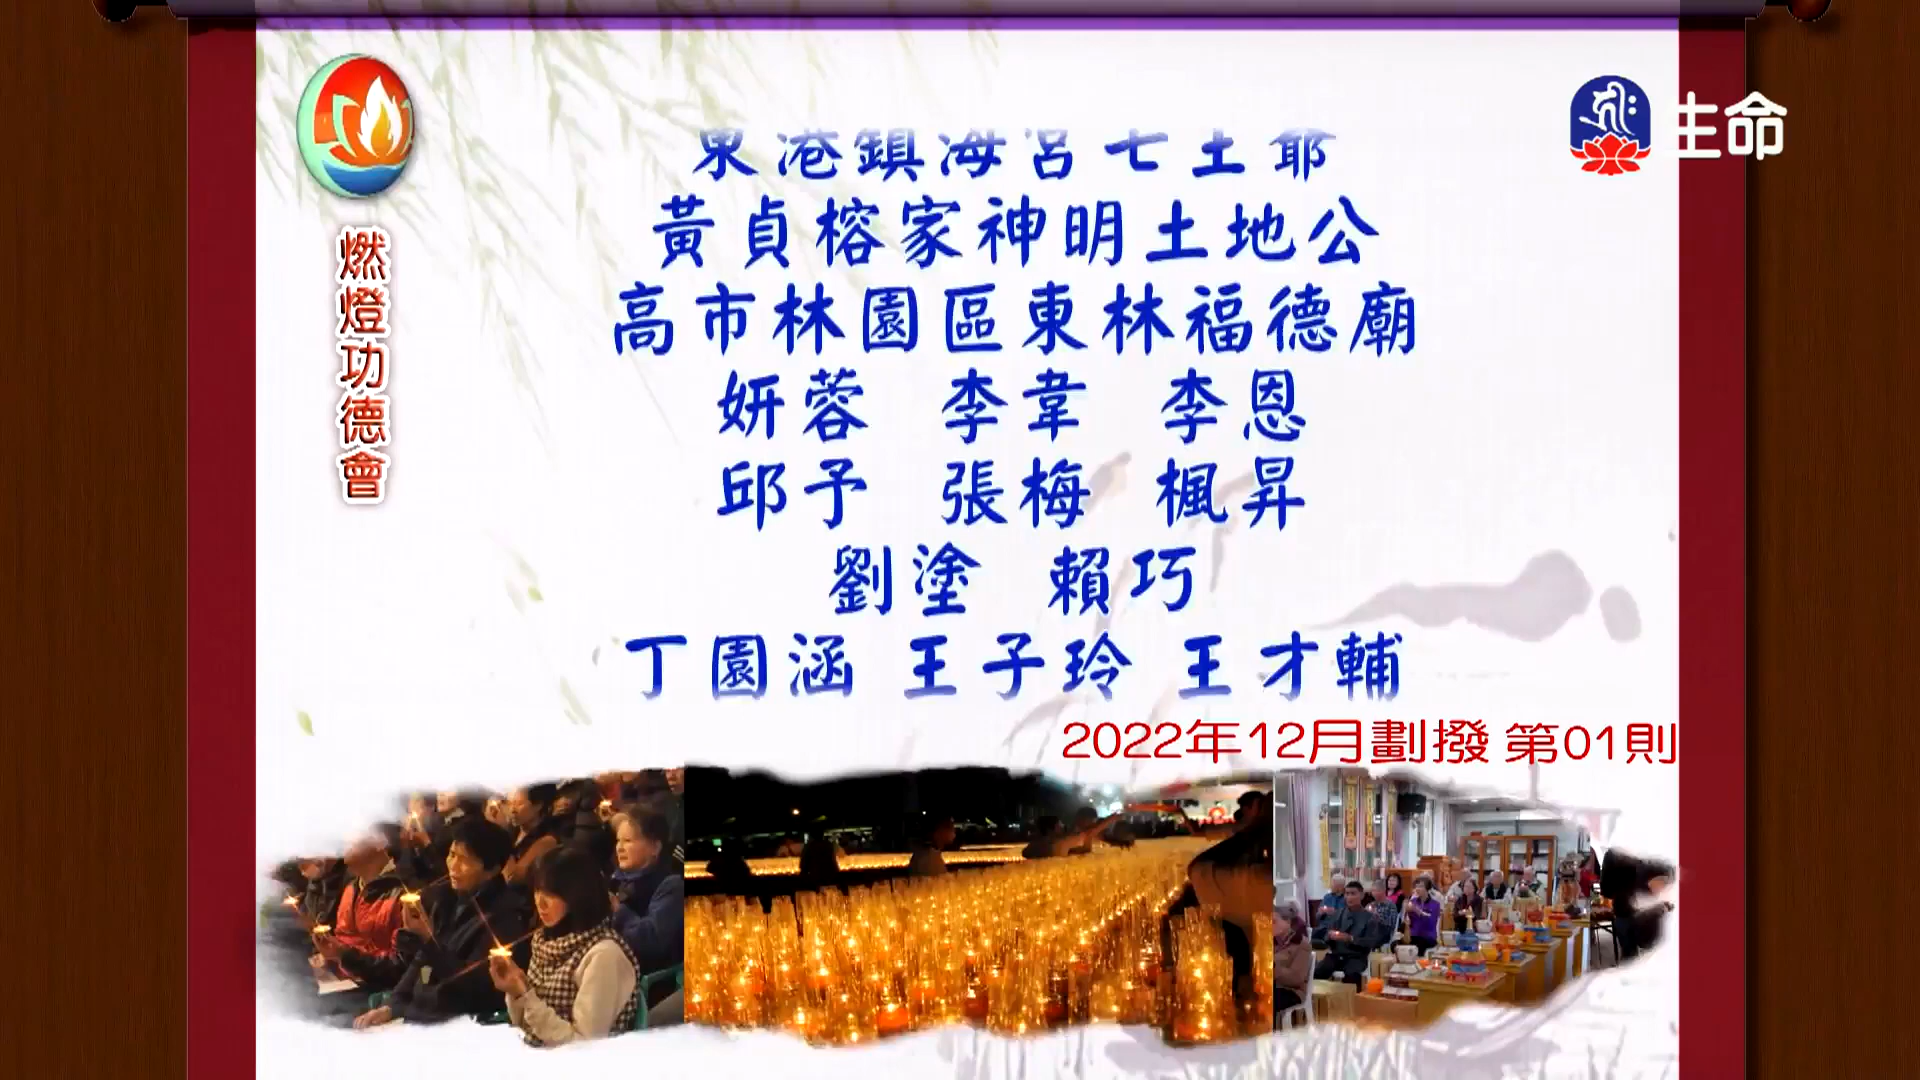 生命
燃燈功德會
東港鎮海宮七王爺
黃貞榕家神明土地公
高市林園區東林福德廟
妍蓉 李韋 李恩
邱予 張梅 楓昇
劉塗 賴巧
丁園涵 王子玲 王才輔
2022年12月劃撥 第01則